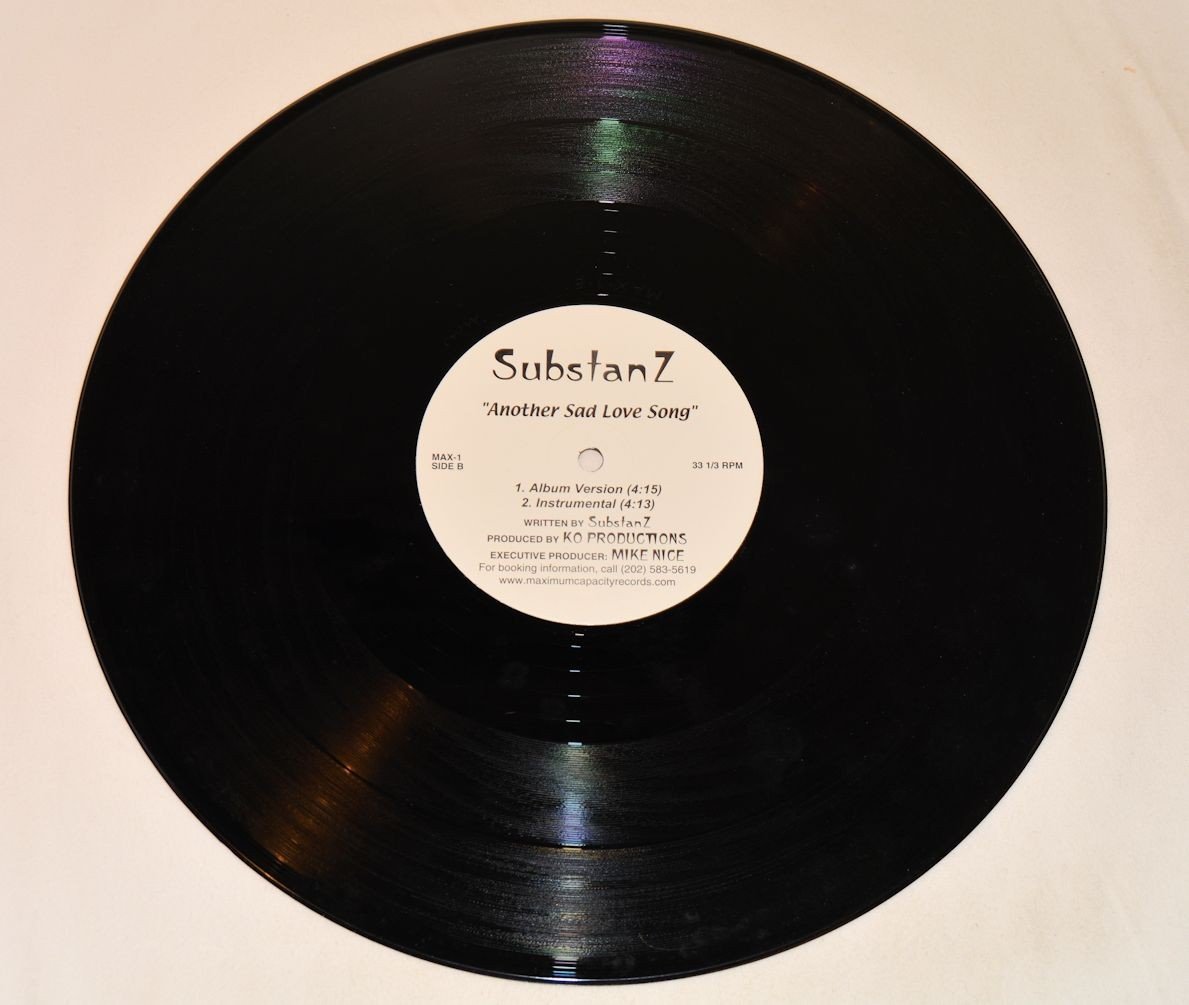 SubstanZ
"Another Sad Love Song"
MAX-1
SIDE B
33 1/3 RPM
1. Album Version (4:15)
2. Instrumental (4:13)
WRITTEN BY SubstanZ
PRODUCED BY KO PRODUCTIONS
EXECUTIVE PRODUCER: MIKE NICE
For booking information, call (202) 583-5619
www.maximumcapacityrecords.com